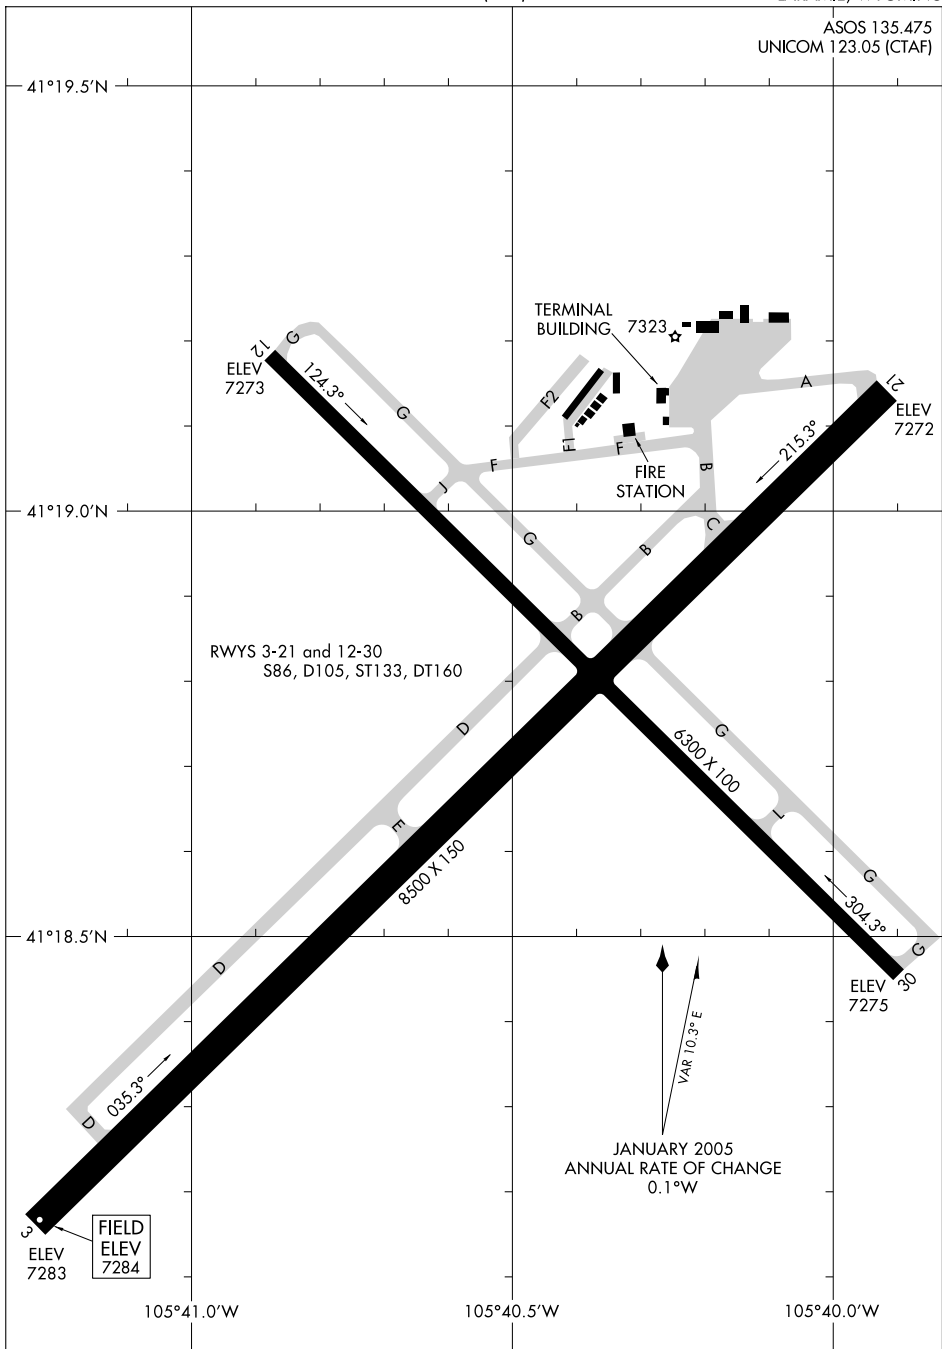 ASOS 135.475
UNICOM 123.05 (CTAF)
41°19.5'N
TERMINAL
BUILDING
7323
G
12
ELEV
7273
124.3°
G
F2
A
21
ELEV
7272
F1
F
F
215.3°
B
FIRE
STATION
J
41°19.0'N
C
G
B
B
RWYS 3-21 and 12-30
S86, D105, ST133, DT160
D
G
6300 X 100
E
I
8500 X 150
G
304.3°
41°18.5'N
G
D
ELEV
7275
30
VAR 10.3° E
035.3°
D
JANUARY 2005
ANNUAL RATE OF CHANGE
0.1°W
3
FIELD
ELEV
7284
ELEV
7283
105°41.0'W
105°40.5'W
105°40.0'W